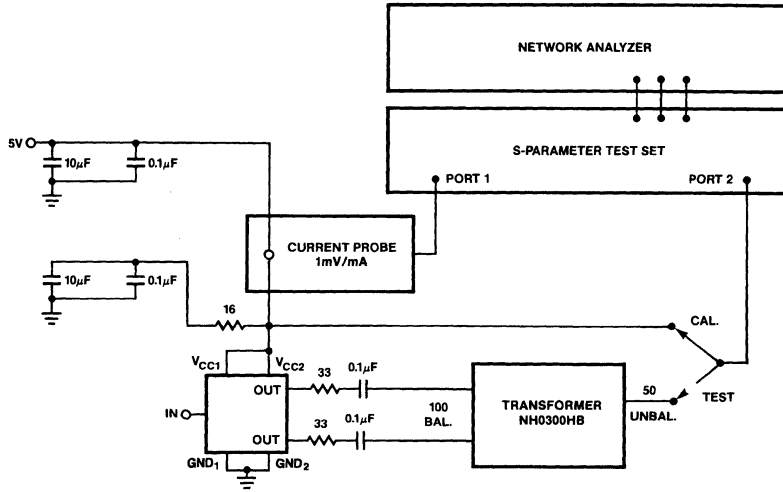 NETWORK ANALYZER
S-PARAMETER TEST SET
PORT 1
PORT 2
5V
10μF
0.1μF
CURRENT PROBE
1mV/mA
10μF
0.1μF
16
CAL.
VCC1
VCC2
33
0.1μF
OUT
IN
OUT
33
0.1μF
100
BAL.
TRANSFORMER
NH0300HB
50
UNBAL.
TEST
GND1
GND2